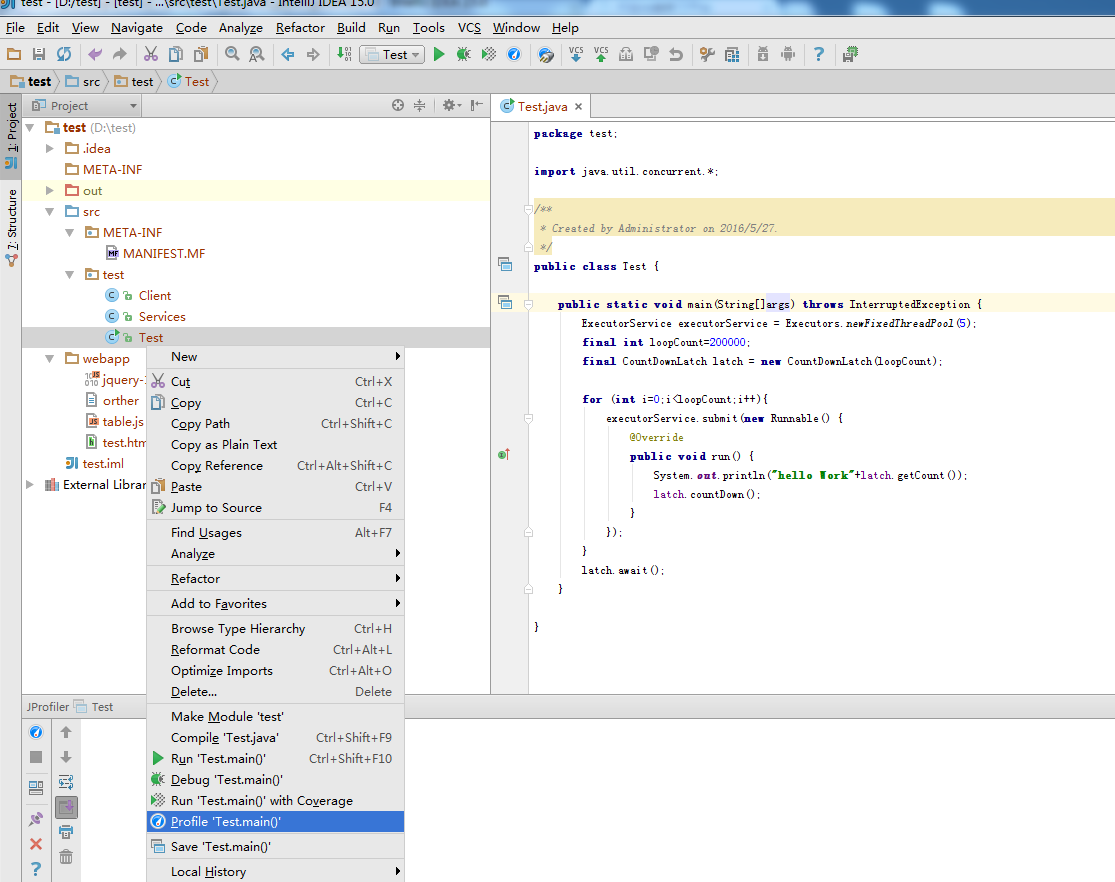 test - [D:/test] - [test] - ...\src\test\Test.java - IntelliJ IDEA 15.0
File Edit View Navigate Code Analyze Refactor Build Run Tools VCS Window Help
Test
VCS VCS
test src test Test
1: Project
7: Structure
Project
test (D:\test)
.idea
META-INF
out
src
META-INF
MANIFEST.MF
test
Client
Services
Test
webapp
jquery-
orther
table.js
test.htm
test.iml
External Librar
New
Cut Ctrl+X
Copy Ctrl+C
Copy Path Ctrl+Shift+C
Copy as Plain Text
Copy Reference Ctrl+Alt+Shift+C
Paste Ctrl+V
Jump to Source F4
Find Usages Alt+F7
Analyze
Refactor
Add to Favorites
Browse Type Hierarchy Ctrl+H
Reformat Code Ctrl+Alt+L
Optimize Imports Ctrl+Alt+O
Delete... Delete
Make Module 'test'
Compile 'Test.java' Ctrl+Shift+F9
Run 'Test.main()' Ctrl+Shift+F10
Debug 'Test.main()'
Run 'Test.main()' with Coverage
Profile 'Test.main()'
Save 'Test.main()'
Local History
Test.java
package test;
import java.util.concurrent.*;
/**
* Created by Administrator on 2016/5/27.
*/
public class Test {
public static void main(String[]args) throws InterruptedException {
ExecutorService executorService = Executors.newFixedThreadPool(5);
final int loopCount=200000;
final CountDownLatch latch = new CountDownLatch(loopCount);
for (int i=0;i<loopCount;i++){
executorService.submit(new Runnable() {
@Override
public void run() {
System.out.println("hello Work"+latch.getCount());
latch.countDown();
}
});
}
latch.await();
}
}
JProfiler Test